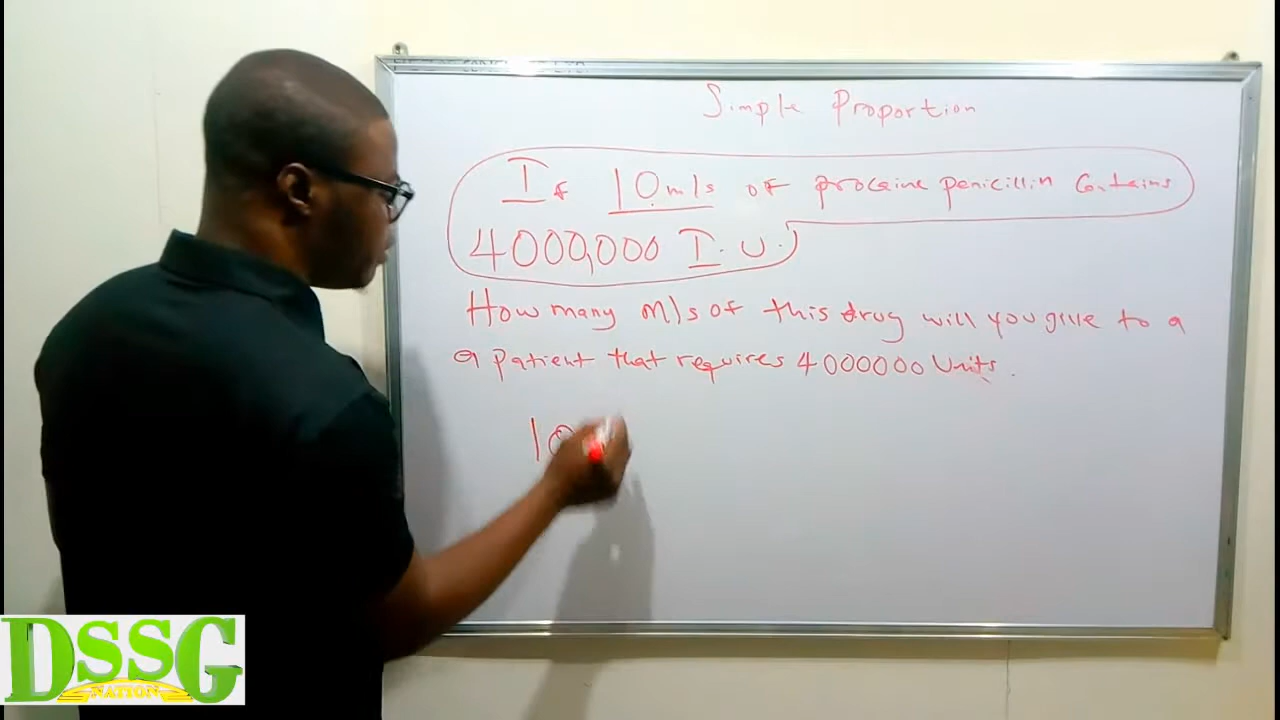 Simple Proportion
If 10mls of procaine penicillin Contains
4000,000 I.U.
How many mls of this drug will you give to a
a patient that requires 4000000 Units.
10
DSSG
NATION